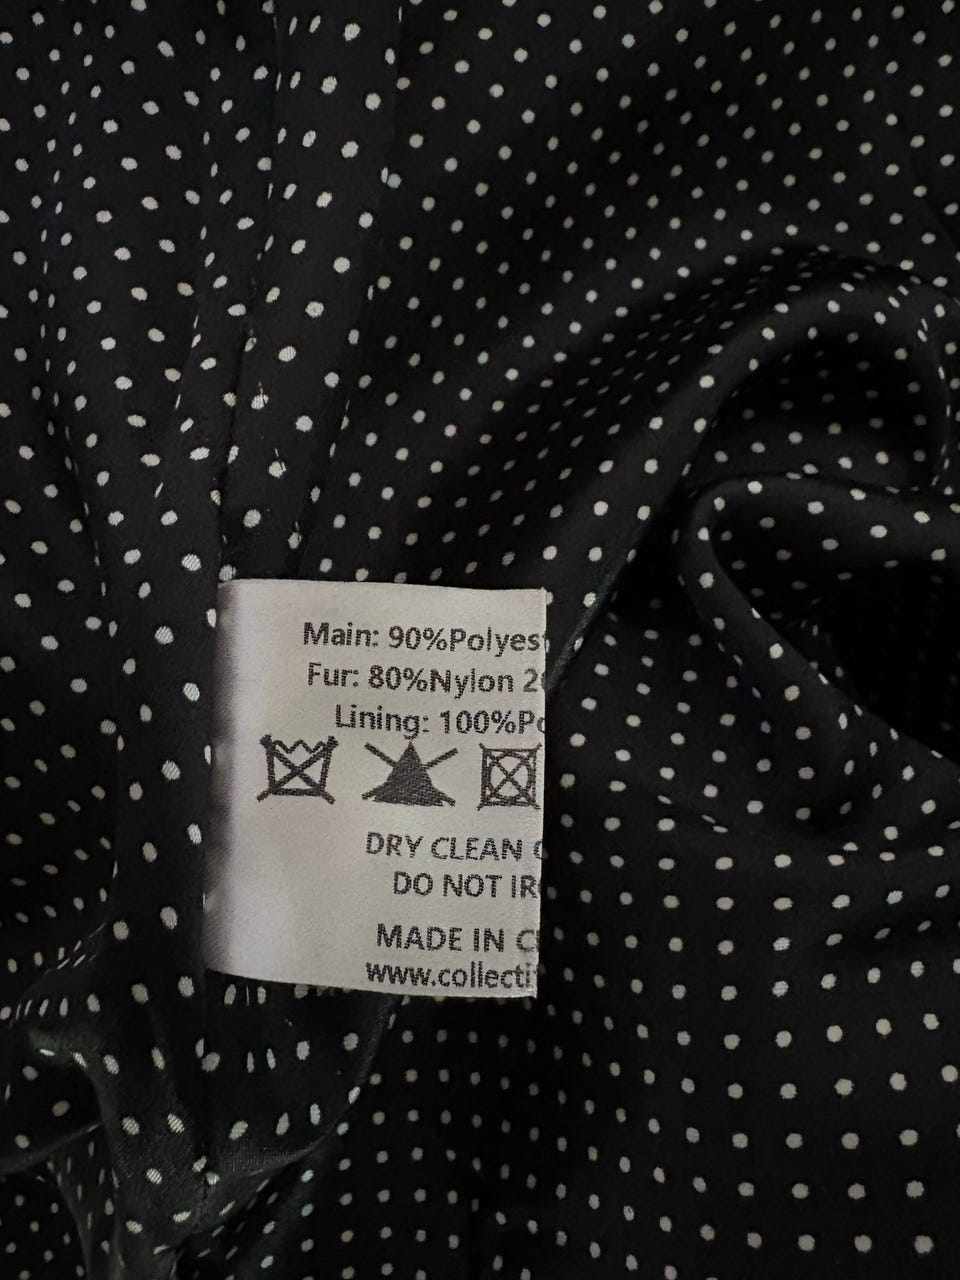 Main: 90%Polyes
Fur: 80%Nylon 2
Lining: 100%Po
DRY CLEAN
DO NOT IR
MADE IN C
www.collecti